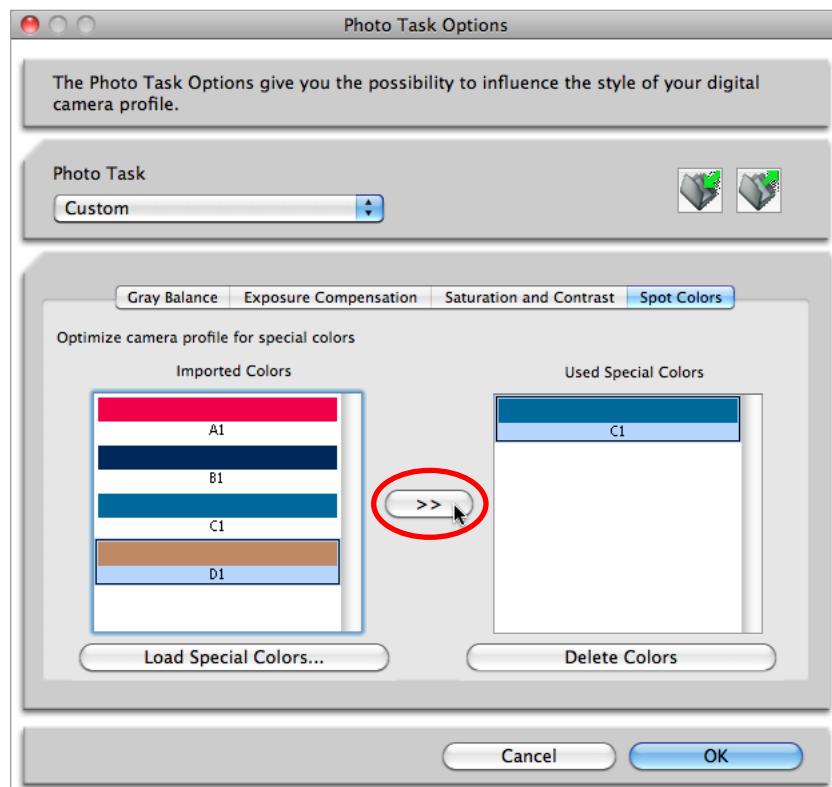 Photo Task Options
The Photo Task Options give you the possibility to influence the style of your digital
camera profile.
Photo Task
Custom
Gray Balance Exposure Compensation Saturation and Contrast Spot Colors
Optimize camera profile for special colors
Imported Colors
Used Special Colors
A1
B1
C1
D1
>>
C1
Load Special Colors...
Delete Colors
Cancel
OK